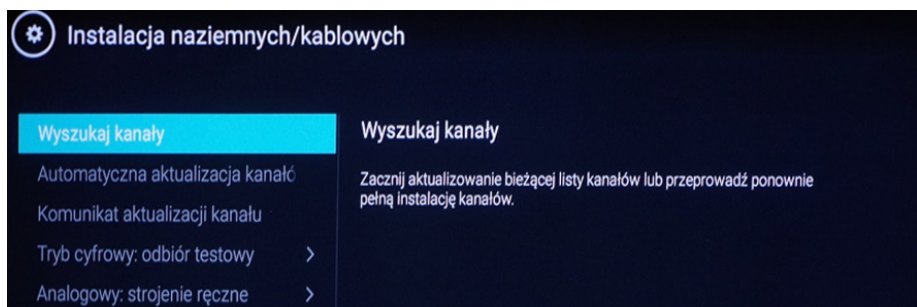 Instalacja naziemnych/kablowych
Wyszukaj kanały
Automatyczna aktualizacja kanałó
Komunikat aktualizacji kanału
Tryb cyfrowy: odbiór testowy
Analogowy: strojenie ręczne
Wyszukaj kanały
Zacznij aktualizowanie bieżącej listy kanałów lub przeprowadź ponownie
pełną instalację kanałów.